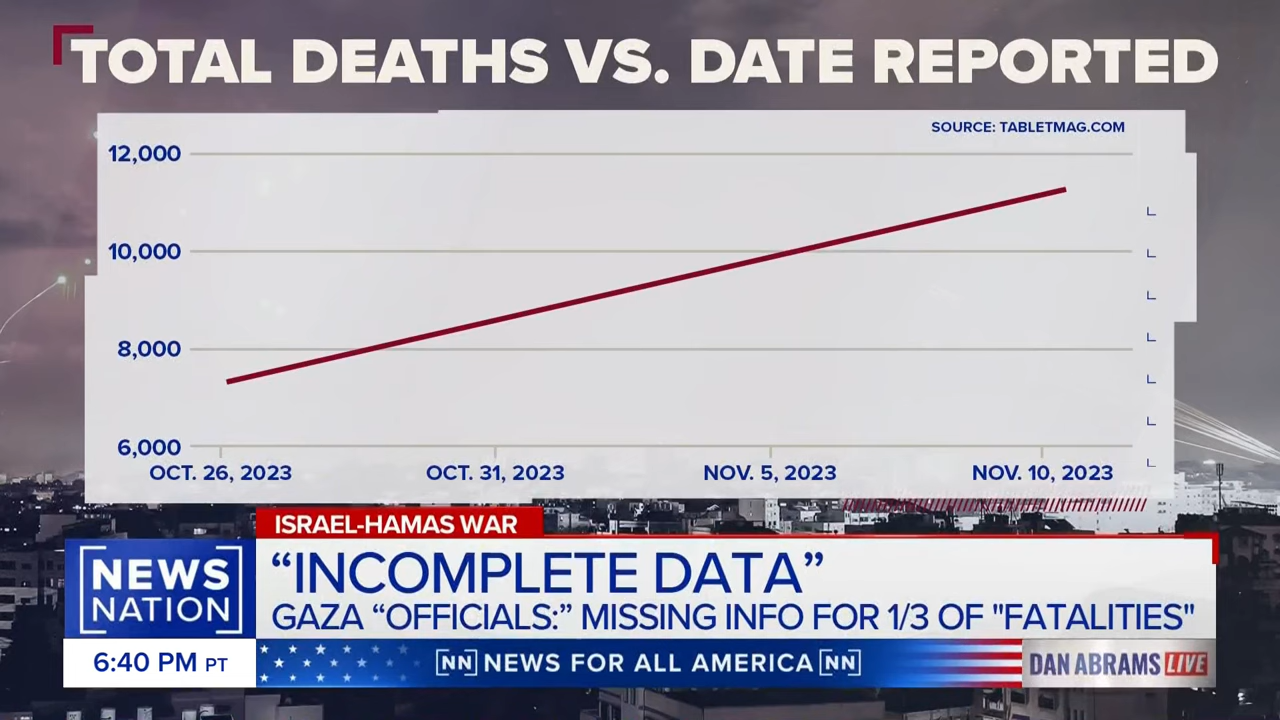 TOTAL DEATHS VS. DATE REPORTED
SOURCE: TABLETMAG.COM
12,000
10,000
8,000
6,000
OCT. 26, 2023
OCT. 31, 2023
NOV. 5, 2023
NOV. 10, 2023
ISRAEL-HAMAS WAR
NEWS
NATION
“INCOMPLETE DATA”
GAZA “OFFICIALS:” MISSING INFO FOR 1/3 OF "FATALITIES"
6:40 PM PT
NN NEWS FOR ALL AMERICA NN
DAN ABRAMS LIVE